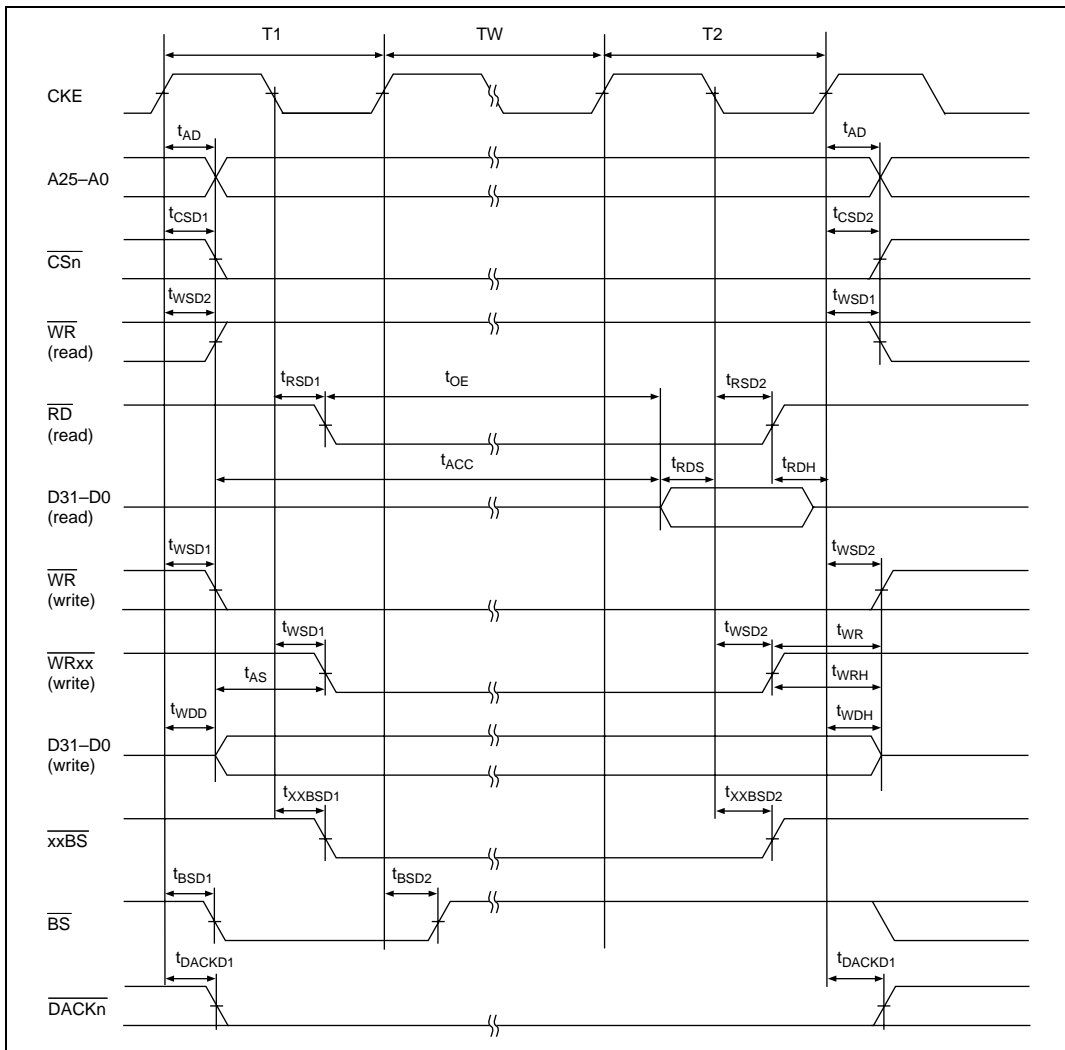 T1 TW T2
CKE
tAD tAD
A25–A0
tCSD1 tCSD2
CSn
tWSD2 tWSD1
WR
(read)
tRSD1 tOE tRSD2
RD
(read)
tACC tRDS tRDH
D31–D0
(read)
tWSD1 tWSD2
WR
(write)
tWSD1 tWSD2 tWR
WRxx
(write)
tAS tWRH
tWDD tWDH
D31–D0
(write)
tXXBSD1 tXXBSD2
xxBS
tBSD1 tBSD2
BS
tDACKD1 tDACKD1
DACKn